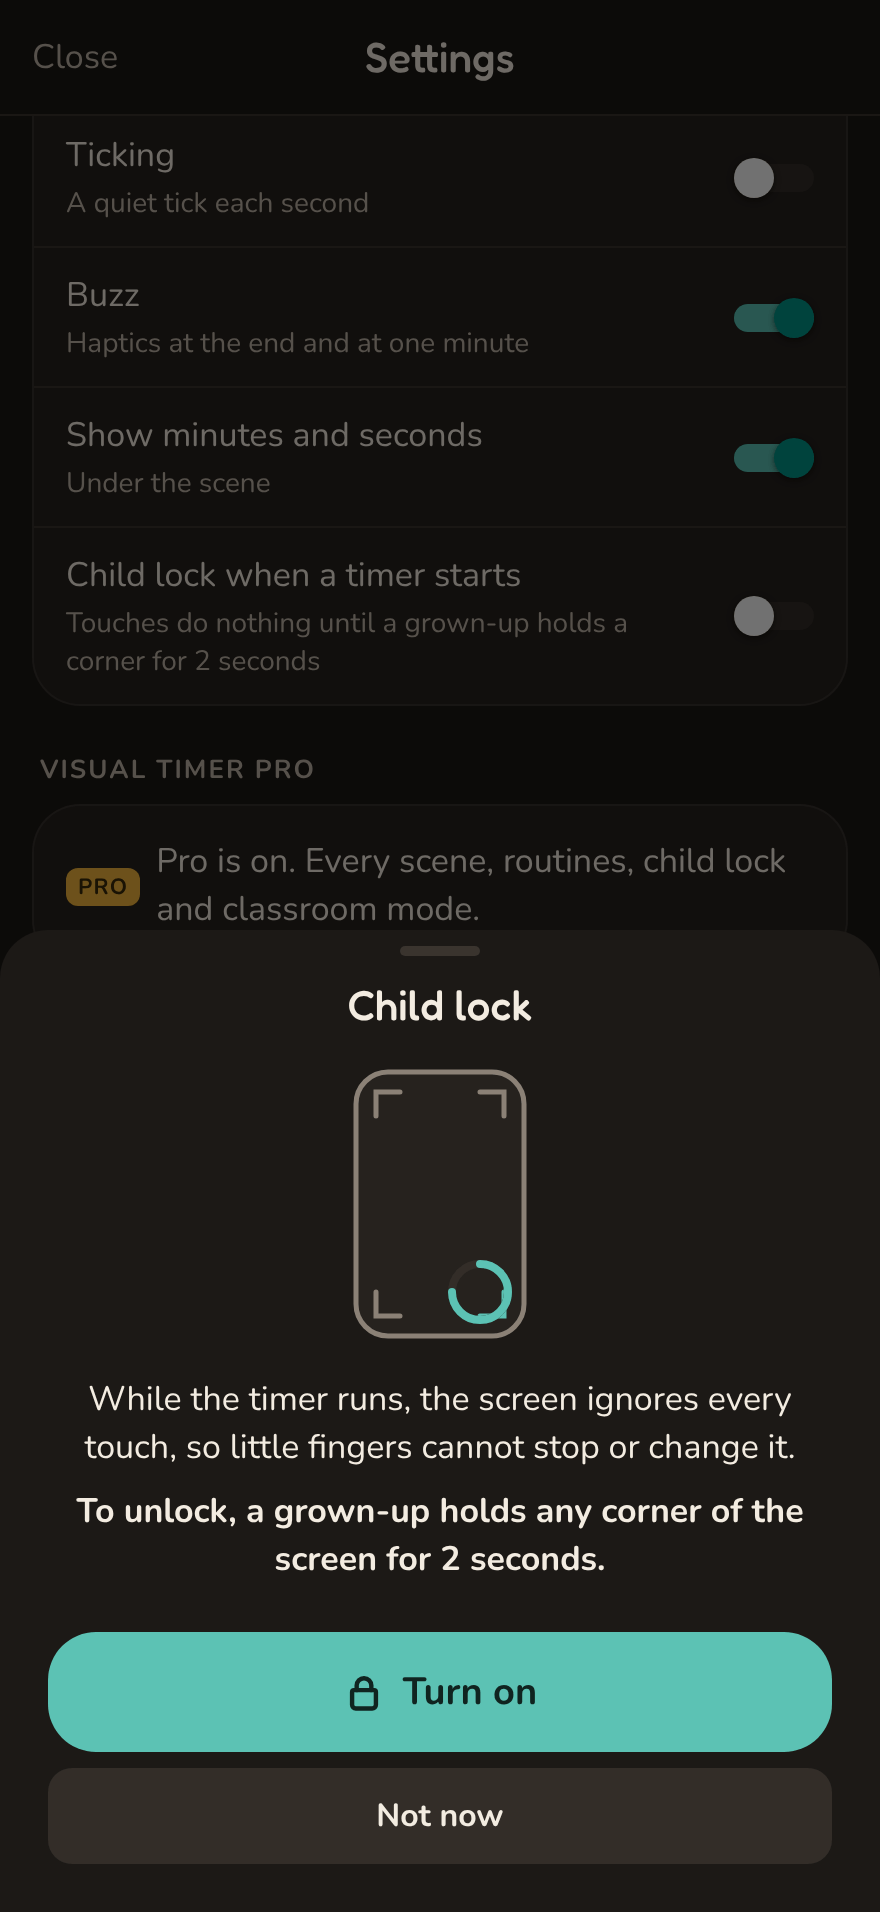 Close
Settings
Ticking
A quiet tick each second
Buzz
Haptics at the end and at one minute
Show minutes and seconds
Under the scene
Child lock when a timer starts
Touches do nothing until a grown-up holds a
corner for 2 seconds
VISUAL TIMER PRO
PRO
Pro is on. Every scene, routines, child lock
and classroom mode.
Child lock
While the timer runs, the screen ignores every
touch, so little fingers cannot stop or change it.
To unlock, a grown-up holds any corner of the
screen for 2 seconds.
Turn on
Not now